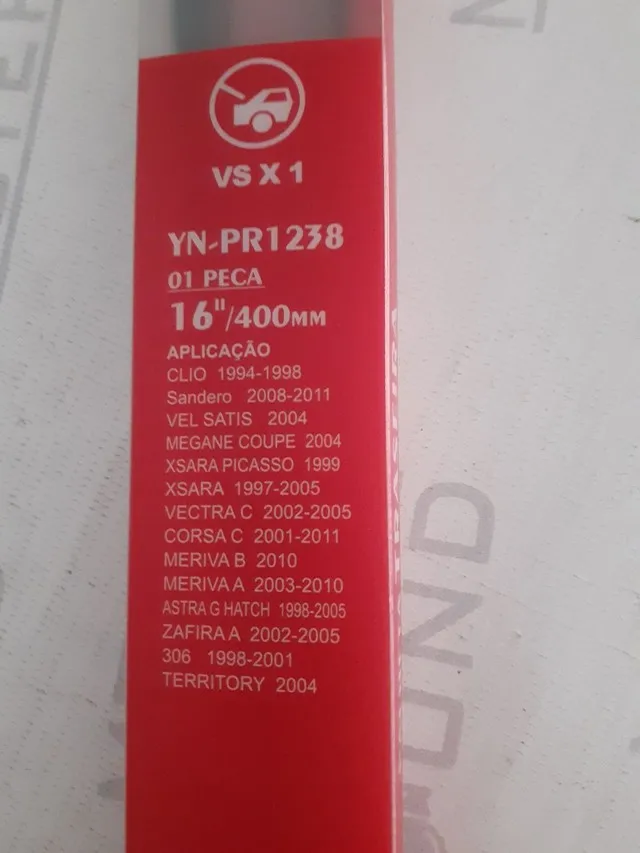 VS X 1
YN-PR1238
01 PECA
16"/400MM
APLICAÇÃO
CLIO 1994-1998
Sandero 2008-2011
VEL SATIS 2004
MEGANE COUPE 2004
XSARA PICASSO 1999
XSARA 1997-2005
VECTRA C 2002-2005
CORSA C 2001-2011
MERIVA B 2010
MERIVA A 2003-2010
ASTRA G HATCH 1998-2005
ZAFIRA A 2002-2005
306 1998-2001
TERRITORY 2004